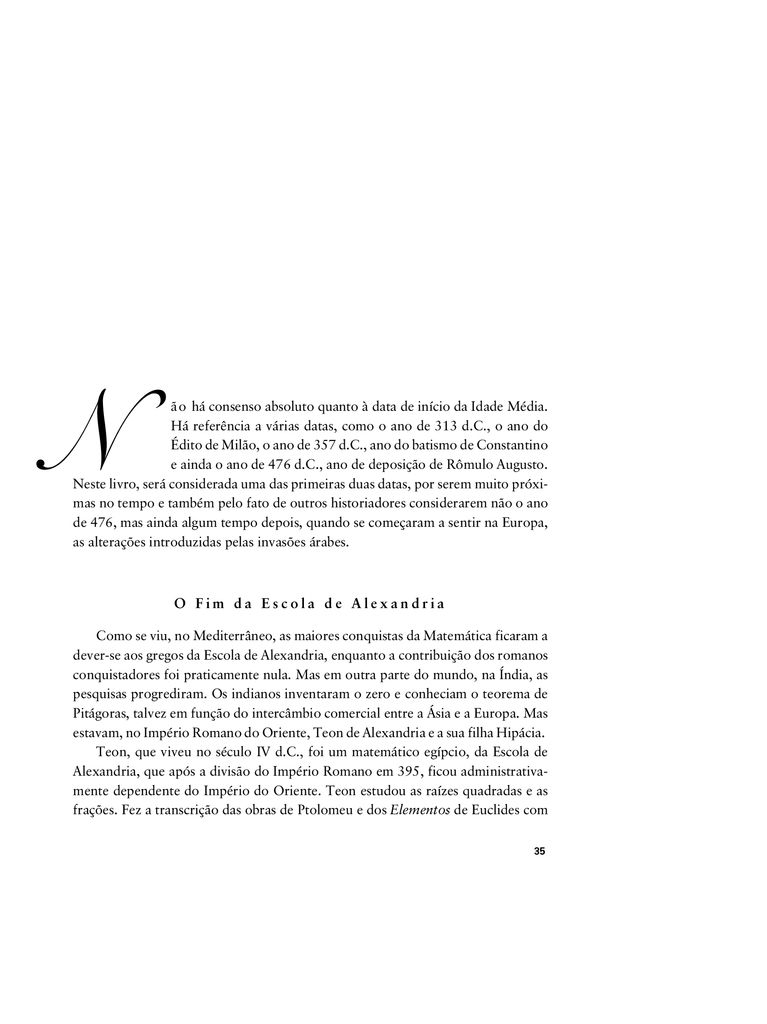 Não há consenso absoluto quanto à data de início da Idade Média.
Há referência a várias datas, como o ano de 313 d.C., o ano do
Édito de Milão, o ano de 357 d.C., ano do batismo de Constantino
e ainda o ano de 476 d.C., ano de deposição de Rômulo Augusto.
Neste livro, será considerada uma das primeiras duas datas, por serem muito próxi-
mas no tempo e também pelo fato de outros historiadores considerarem não o ano
de 476, mas ainda algum tempo depois, quando se começaram a sentir na Europa,
as alterações introduzidas pelas invasões árabes.
O Fim da Escola de Alexandria
Como se viu, no Mediterrâneo, as maiores conquistas da Matemática ficaram a
dever-se aos gregos da Escola de Alexandria, enquanto a contribuição dos romanos
conquistadores foi praticamente nula. Mas em outra parte do mundo, na Índia, as
pesquisas progrediram. Os indianos inventaram o zero e conheciam o teorema de
Pitágoras, talvez em função do intercâmbio comercial entre a Ásia e a Europa. Mas
estavam, no Império Romano do Oriente, Teon de Alexandria e a sua filha Hipácia.
Teon, que viveu no século IV d.C., foi um matemático egípcio, da Escola de
Alexandria, que após a divisão do Império Romano em 395, ficou administrativa-
mente dependente do Império do Oriente. Teon estudou as raízes quadradas e as
frações. Fez a transcrição das obras de Ptolomeu e dos Elementos de Euclides com
35